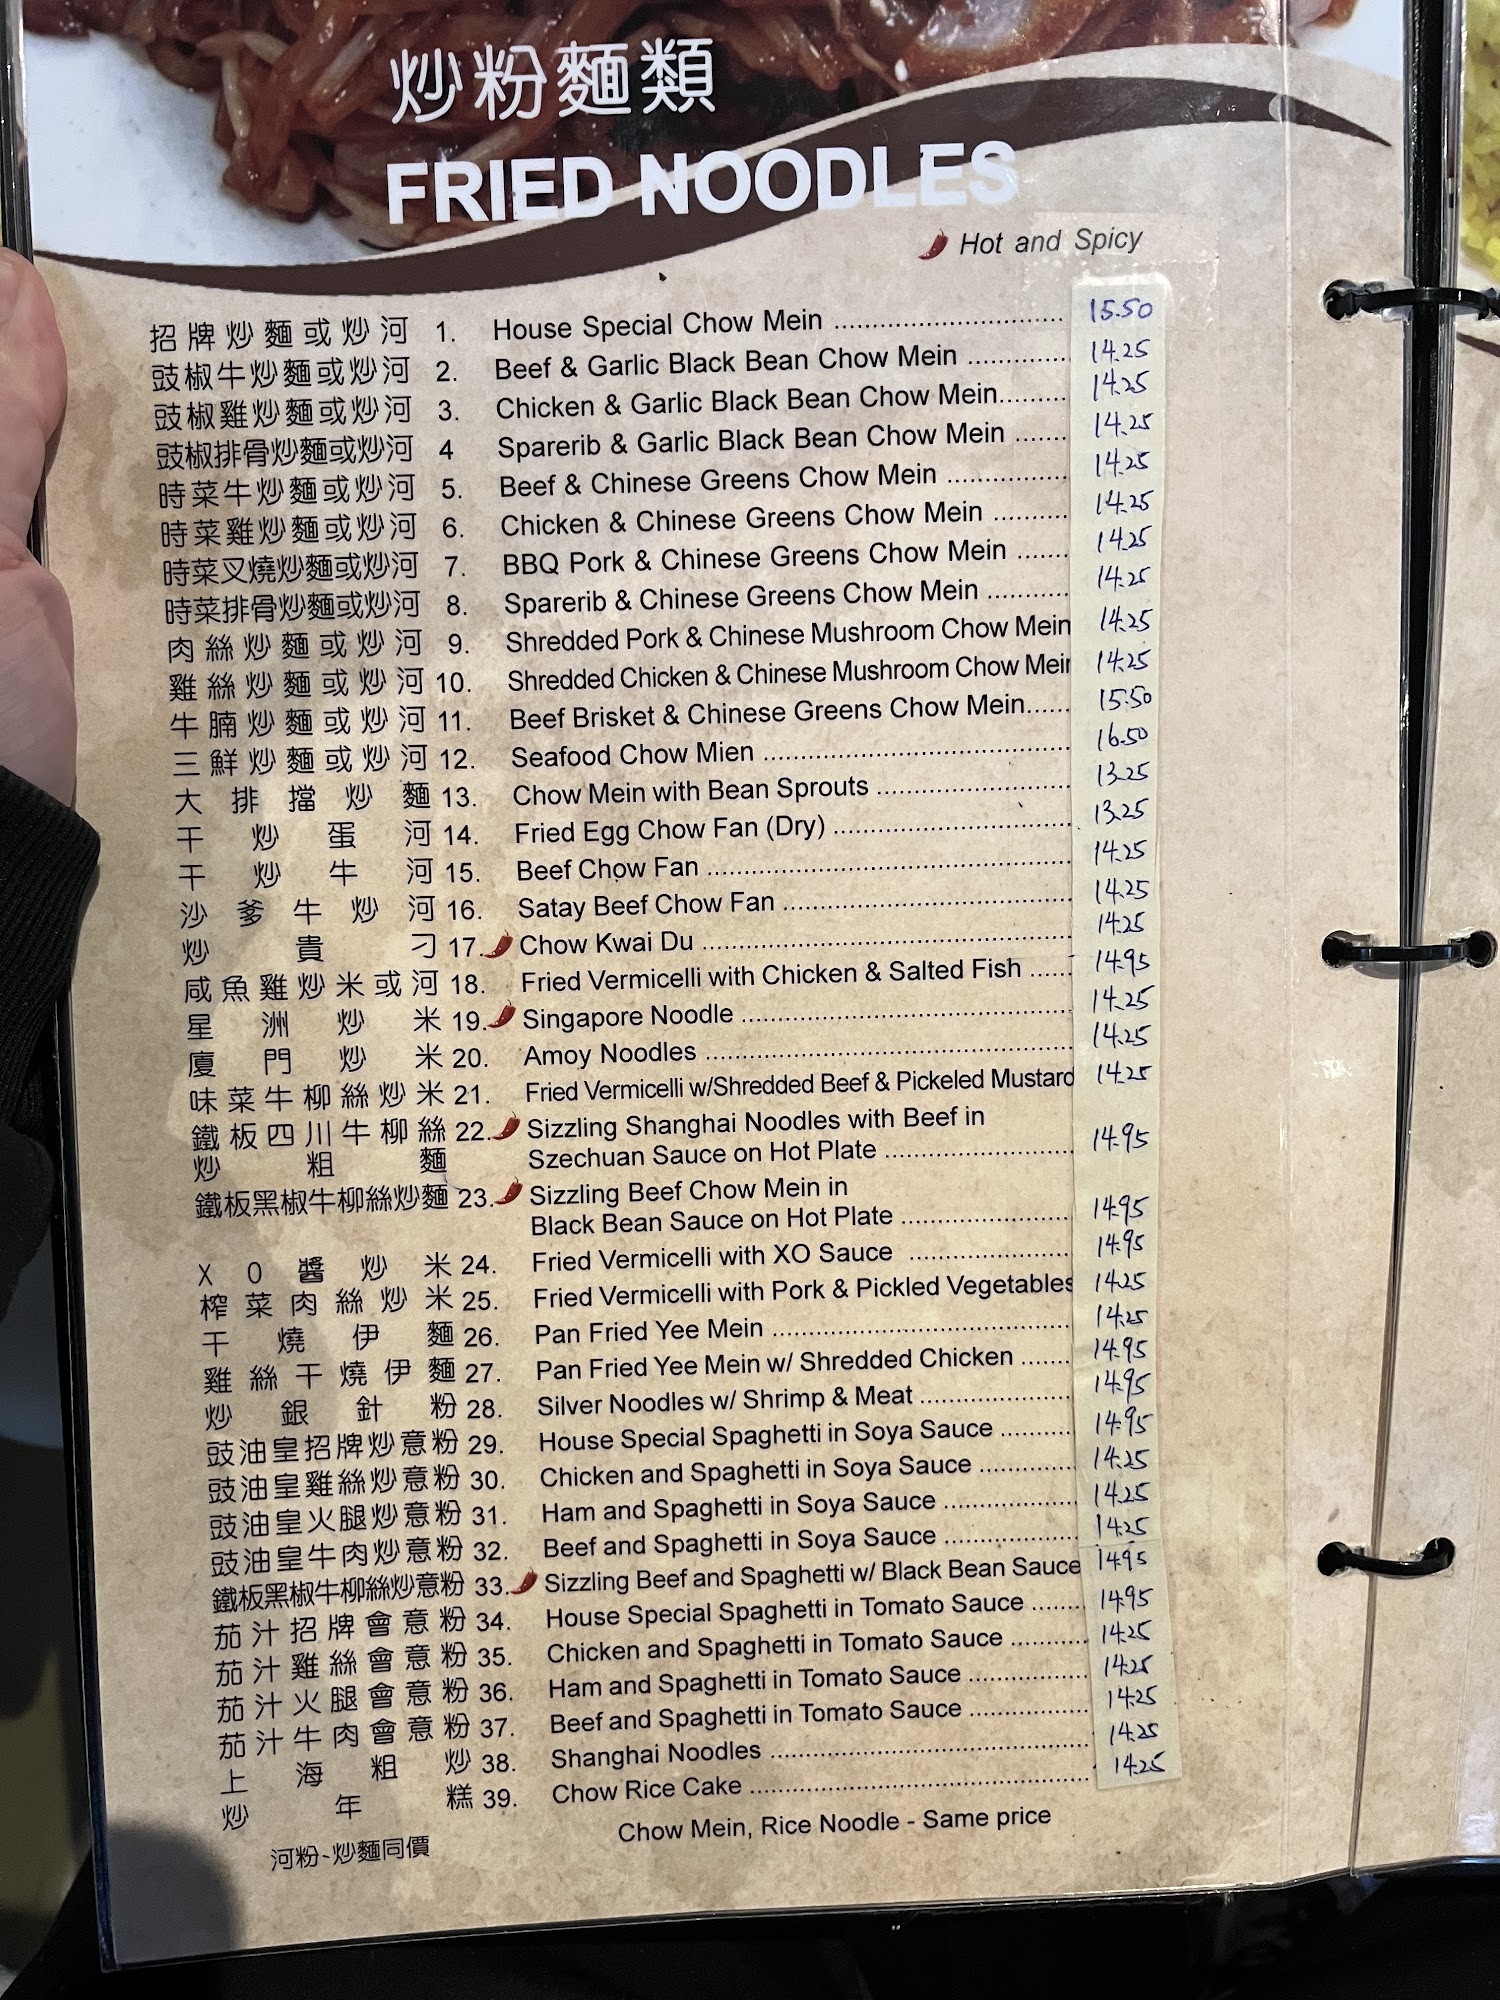 炒粉麵類
FRIED NOODLES
Hot and Spicy
招牌炒麵或炒河 1. House Special Chow Mein 15.50
豉椒牛炒麵或炒河 2. Beef & Garlic Black Bean Chow Mein 14.25
豉椒雞炒麵或炒河 3. Chicken & Garlic Black Bean Chow Mein 14.25
豉椒排骨炒麵或炒河 4 Sparerib & Garlic Black Bean Chow Mein 14.25
時菜牛炒麵或炒河 5. Beef & Chinese Greens Chow Mein 14.25
時菜雞炒麵或炒河 6. Chicken & Chinese Greens Chow Mein 14.25
時菜叉燒炒麵或炒河 7. BBQ Pork & Chinese Greens Chow Mein 14.25
時菜排骨炒麵或炒河 8. Sparerib & Chinese Greens Chow Mein 14.25
肉絲炒麵或炒河 9. Shredded Pork & Chinese Mushroom Chow Mein 14.25
雞絲炒麵或炒河 10. Shredded Chicken & Chinese Mushroom Chow Mein 14.25
牛腩炒麵或炒河 11. Beef Brisket & Chinese Greens Chow Mein 15.50
三鮮炒麵或炒河 12. Seafood Chow Mien 16.50
大排擋炒麵 13. Chow Mein with Bean Sprouts 13.25
干炒蛋河 14. Fried Egg Chow Fan (Dry) 13.25
干炒牛河 15. Beef Chow Fan 14.25
沙爹牛炒河 16. Satay Beef Chow Fan 14.25
炒貴刁 17. Chow Kwai Du 14.25
咸魚雞炒米或河 18. Fried Vermicelli with Chicken & Salted Fish 14.95
星洲炒米 19. Singapore Noodle 14.25
廈門炒米 20. Amoy Noodles 14.25
味菜牛柳絲炒米 21. Fried Vermicelli w/Shredded Beef & Pickeled Mustard 14.25
鐵板四川牛柳絲 22. Sizzling Shanghai Noodles with Beef in
炒粗麵 Szechuan Sauce on Hot Plate 14.95
鐵板黑椒牛柳絲炒麵 23. Sizzling Beef Chow Mein in
Black Bean Sauce on Hot Plate 14.95
XO醬炒米 24. Fried Vermicelli with XO Sauce 14.95
榨菜肉絲炒米 25. Fried Vermicelli with Pork & Pickled Vegetables 14.25
干燒伊麵 26. Pan Fried Yee Mein 14.25
雞絲干燒伊麵 27. Pan Fried Yee Mein w/ Shredded Chicken 14.95
炒銀針粉 28. Silver Noodles w/ Shrimp & Meat 14.95
豉油皇招牌炒意粉 29. House Special Spaghetti in Soya Sauce 14.95
豉油皇雞絲炒意粉 30. Chicken and Spaghetti in Soya Sauce 14.25
豉油皇火腿炒意粉 31. Ham and Spaghetti in Soya Sauce 14.25
豉油皇牛肉炒意粉 32. Beef and Spaghetti in Soya Sauce 14.25
鐵板黑椒牛柳絲炒意粉 33. Sizzling Beef and Spaghetti w/ Black Bean Sauce 14.95
茄汁招牌會意粉 34. House Special Spaghetti in Tomato Sauce 14.95
茄汁雞絲會意粉 35. Chicken and Spaghetti in Tomato Sauce 14.25
茄汁火腿會意粉 36. Ham and Spaghetti in Tomato Sauce 14.25
茄汁牛肉會意粉 37. Beef and Spaghetti in Tomato Sauce 14.25
上海粗炒 38. Shanghai Noodles 14.25
炒年糕 39. Chow Rice Cake 14.25
河粉、炒麵同價 Chow Mein, Rice Noodle - Same price